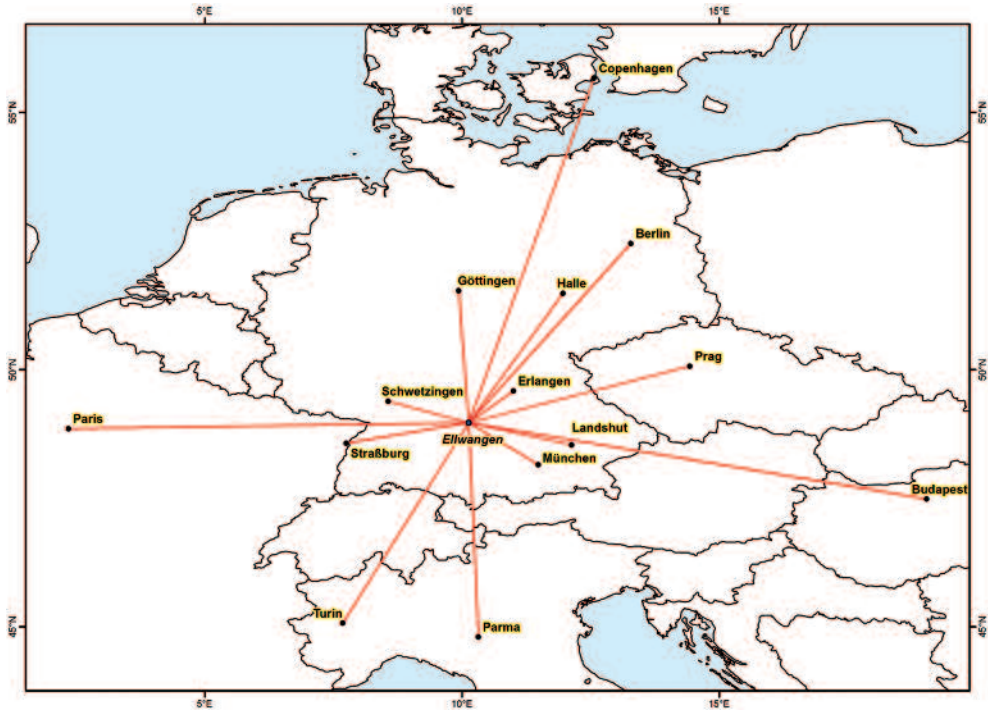 5°E
10°E
15°E
Copenhagen
55°N
55°N
Berlin
Göttingen
Halle
50°N
50°N
Prag
Erlangen
Schwetzingen
Paris
Landshut
Ellwangen
Straßburg
München
Budapest
Turin
Parma
45°N
45°N
5°E
10°E
15°E